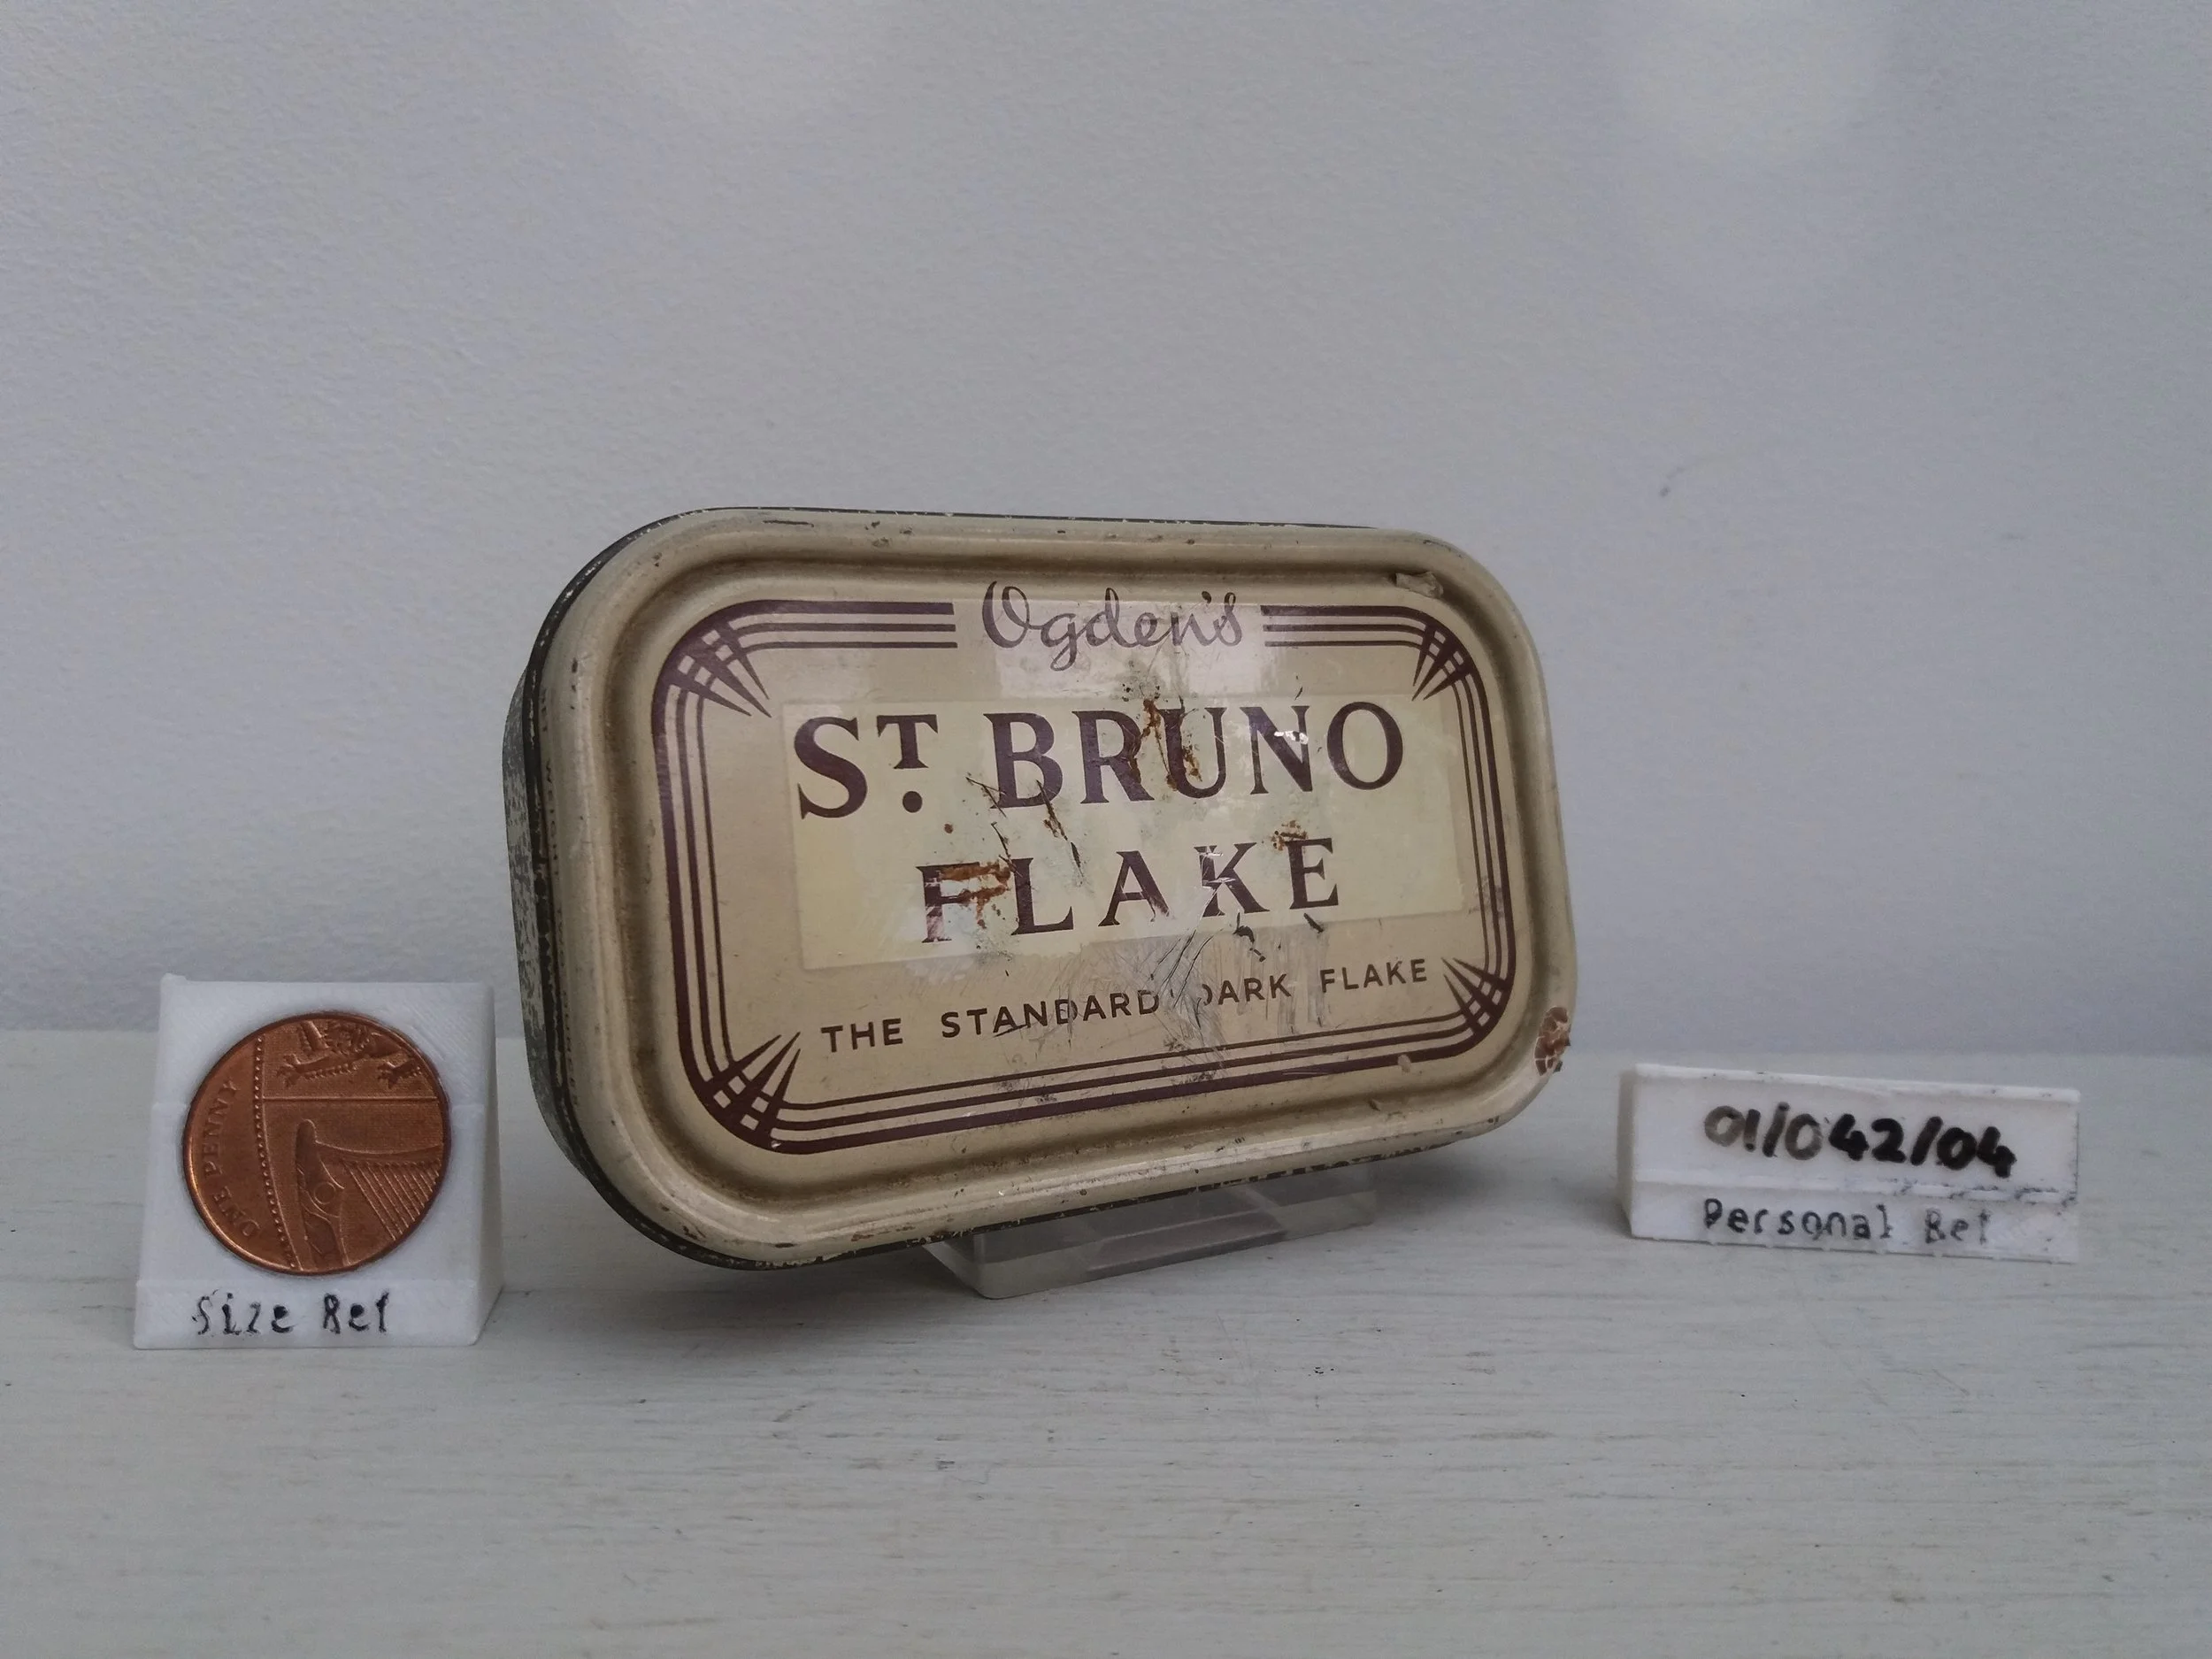 Ogden's
ST. BRUNO
FLAKE
THE STANDARD DARK FLAKE
ONE PENNY
Size Ref
01/042/04
Personal Ref